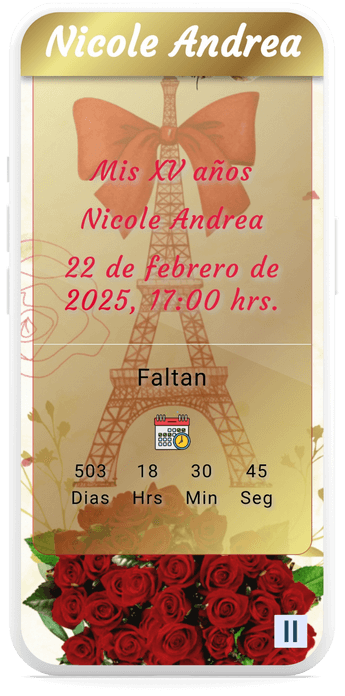 Nicole Andrea
Mis XV años
Nicole Andrea
22 de febrero de
2025, 17:00 hrs.
Faltan
503 18 30 45
Dias Hrs Min Seg